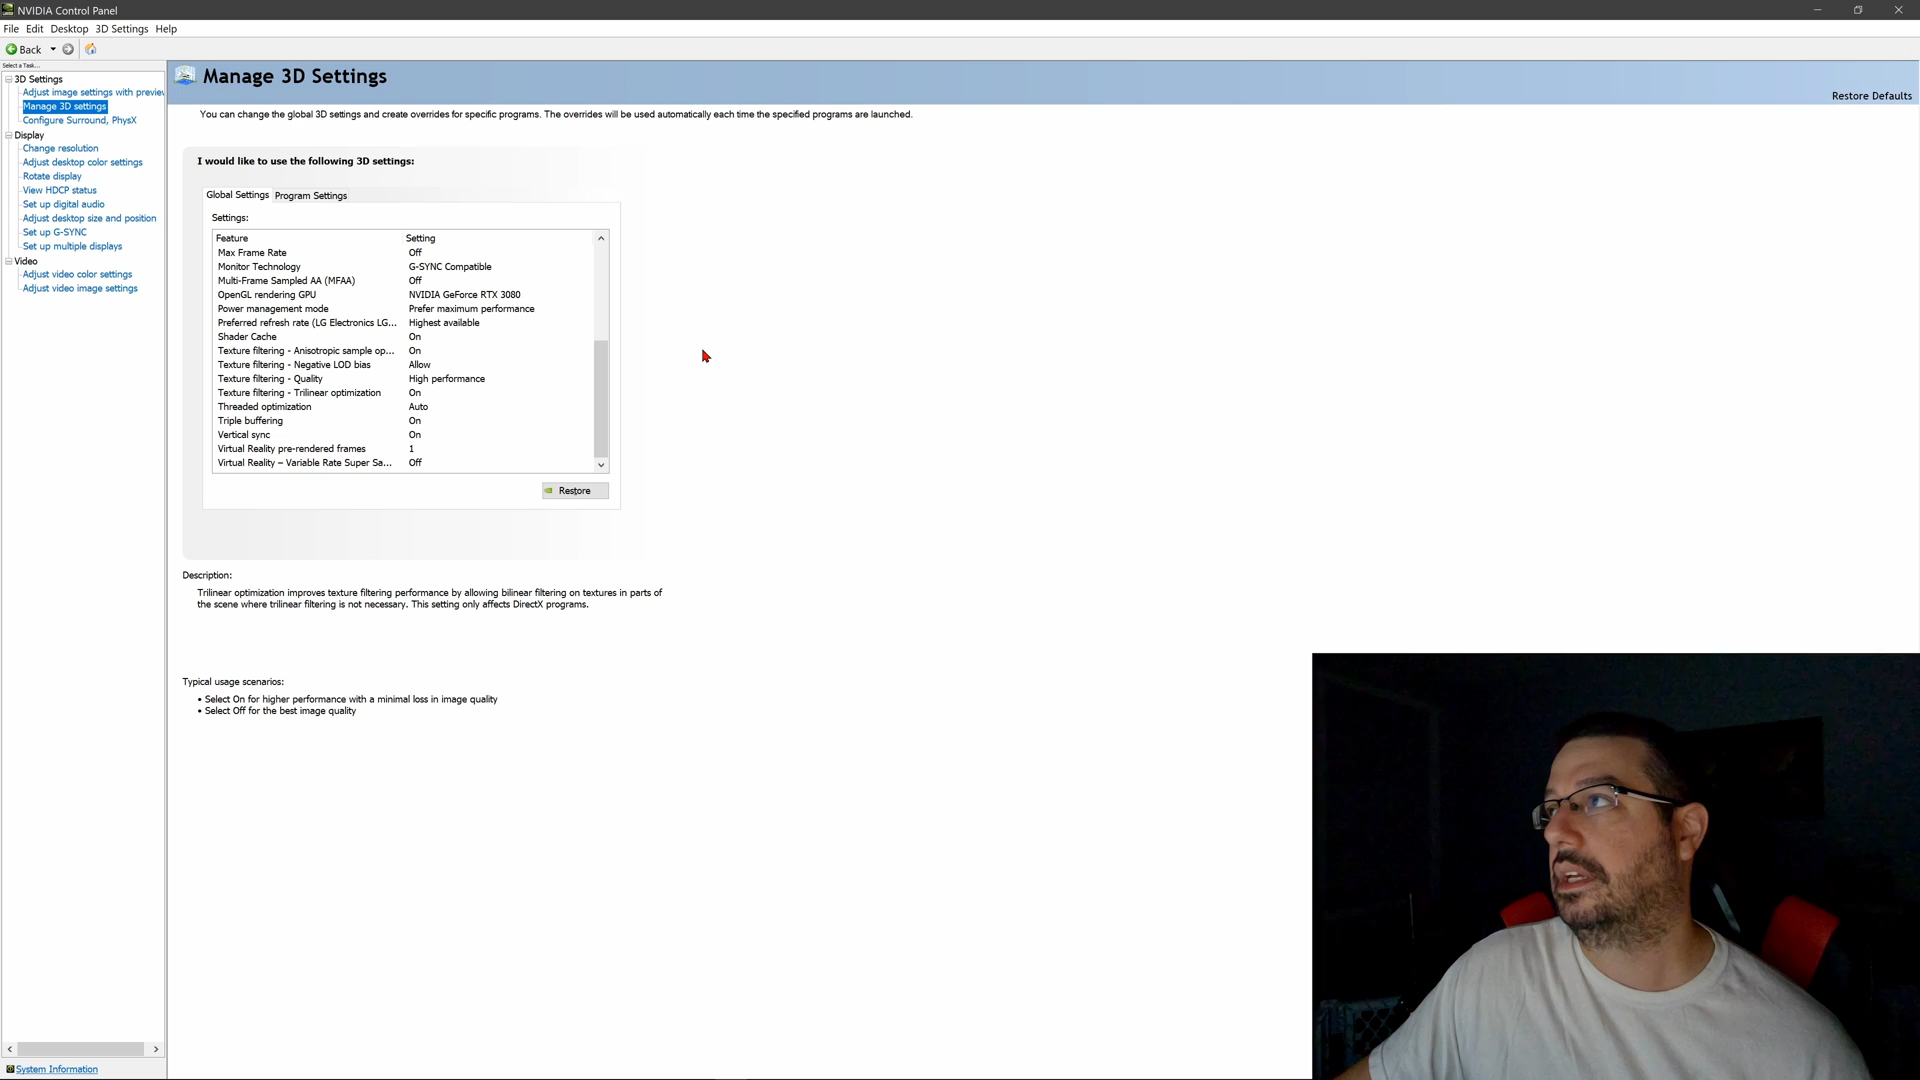 NVIDIA Control Panel
File Edit Desktop 3D Settings Help
Back
Select a Task...
3D Settings
Adjust image settings with preview
Manage 3D settings
Configure Surround, PhysX
Display
Change resolution
Adjust desktop color settings
Rotate display
View HDCP status
Set up digital audio
Adjust desktop size and position
Set up G-SYNC
Set up multiple displays
Video
Adjust video color settings
Adjust video image settings
System Information
Manage 3D Settings
Restore Defaults
You can change the global 3D settings and create overrides for specific programs. The overrides will be used automatically each time the specified programs are launched.
I would like to use the following 3D settings:
Global Settings Program Settings
Settings:
Feature Setting
Max Frame Rate Off
Monitor Technology G-SYNC Compatible
Multi-Frame Sampled AA (MFAA) Off
OpenGL rendering GPU NVIDIA GeForce RTX 3080
Power management mode Prefer maximum performance
Preferred refresh rate (LG Electronics LG... Highest available
Shader Cache On
Texture filtering - Anisotropic sample op... On
Texture filtering - Negative LOD bias Allow
Texture filtering - Quality High performance
Texture filtering - Trilinear optimization On
Threaded optimization Auto
Triple buffering On
Vertical sync On
Virtual Reality pre-rendered frames 1
Virtual Reality – Variable Rate Super Sa... Off
Restore
Description:
Trilinear optimization improves texture filtering performance by allowing bilinear filtering on textures in parts of
the scene where trilinear filtering is not necessary. This setting only affects DirectX programs.
Typical usage scenarios:
• Select On for higher performance with a minimal loss in image quality
• Select Off for the best image quality